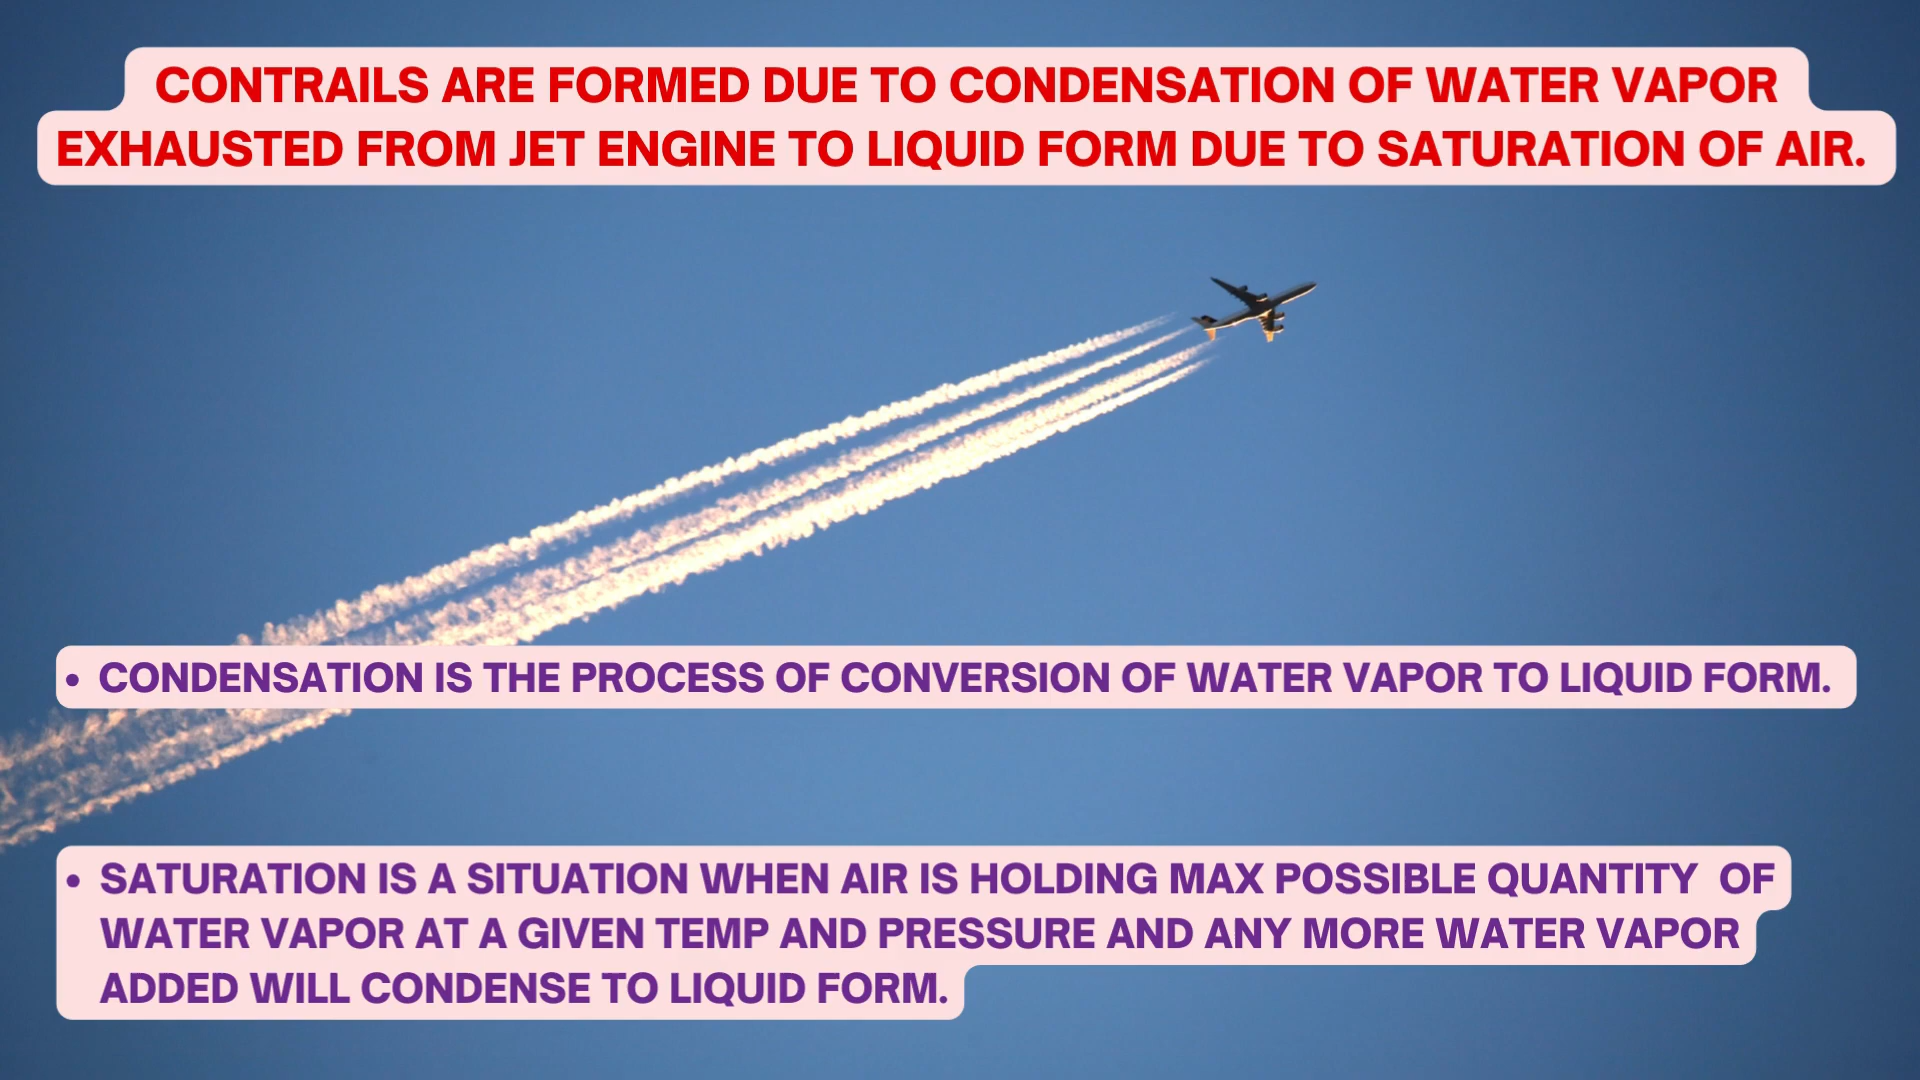 CONTRAILS ARE FORMED DUE TO CONDENSATION OF WATER VAPOR
EXHAUSTED FROM JET ENGINE TO LIQUID FORM DUE TO SATURATION OF AIR.
• CONDENSATION IS THE PROCESS OF CONVERSION OF WATER VAPOR TO LIQUID FORM.
• SATURATION IS A SITUATION WHEN AIR IS HOLDING MAX POSSIBLE QUANTITY  OF
WATER VAPOR AT A GIVEN TEMP AND PRESSURE AND ANY MORE WATER VAPOR
ADDED WILL CONDENSE TO LIQUID FORM.